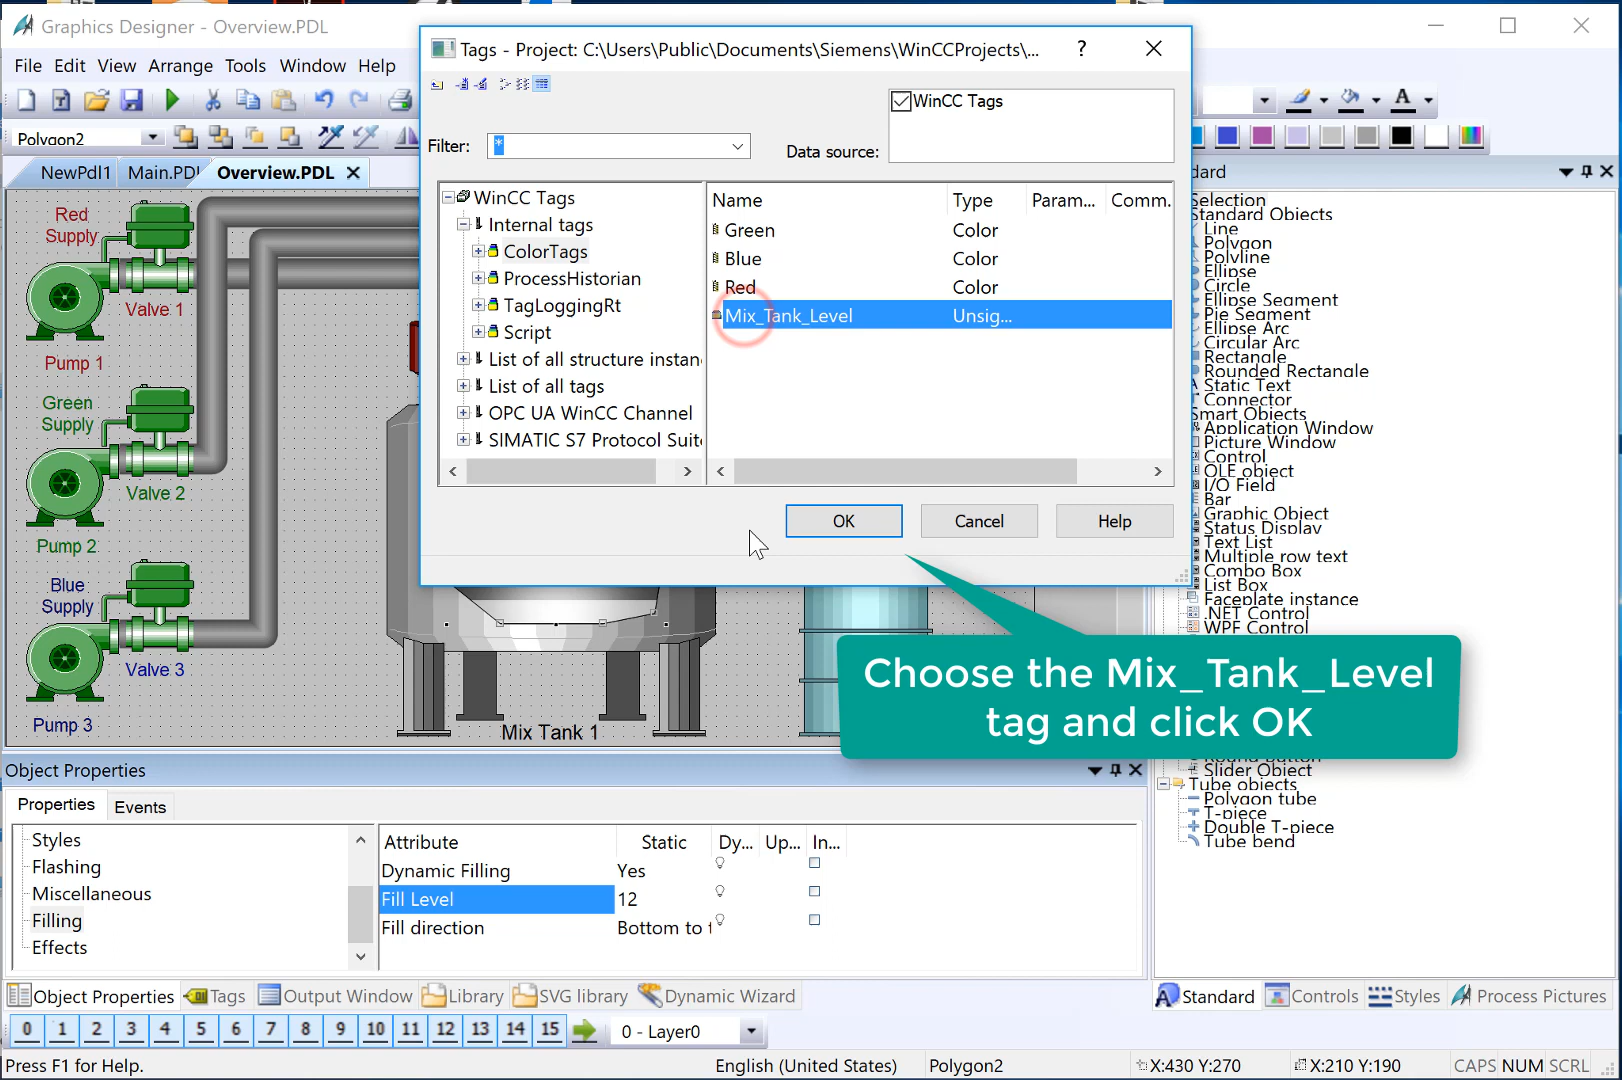 Graphics Designer - Overview.PDL
File Edit View Arrange Tools Window Help
Polygon2
NewPdl1 Main.PDL Overview.PDL
Tags - Project: C:\Users\Public\Documents\Siemens\WinCCProjects\...
WinCC Tags
Filter: *
Data source:
WinCC Tags
Internal tags
ColorTags
ProcessHistorian
TagLoggingRt
Script
List of all structure instan
List of all tags
OPC UA WinCC Channel
SIMATIC S7 Protocol Suite
Name Type Param... Comm.
Green Color
Blue Color
Red Color
Mix_Tank_Level Unsig...
OK Cancel Help
Choose the Mix_Tank_Level
tag and click OK
Red
Supply
Valve 1
Pump 1
Green
Supply
Valve 2
Pump 2
Blue
Supply
Valve 3
Pump 3
Mix Tank 1
dard
Selection
Standard Objects
Line
Polygon
Polyline
Ellipse
Circle
Ellipse Segment
Pie Segment
Ellipse Arc
Circular Arc
Rectangle
Rounded Rectangle
Static Text
Connector
Smart Objects
Application Window
Picture Window
Control
OLE object
I/O Field
Bar
Graphic Object
Status Display
Text List
Multiple row text
Combo Box
List Box
Faceplate instance
.NET Control
WPF Control
Slider Object
Tube objects
Polygon tube
T-piece
Double T-piece
Tube bend
Object Properties
Properties Events
Styles
Flashing
Miscellaneous
Filling
Effects
Attribute Static Dy... Up... In...
Dynamic Filling Yes
Fill Level 12
Fill direction Bottom to t
Object Properties Tags Output Window Library SVG library Dynamic Wizard
Standard Controls Styles Process Pictures
0 1 2 3 4 5 6 7 8 9 10 11 12 13 14 15 0 - Layer0
Press F1 for Help. English (United States) Polygon2 X:430 Y:270 X:210 Y:190 CAPS NUM SCRL